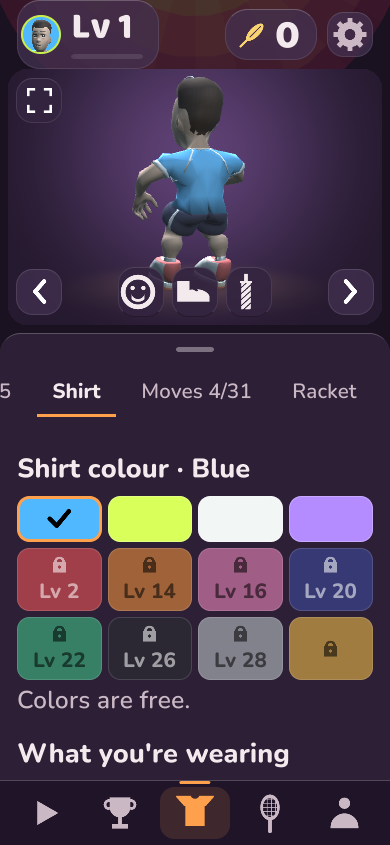 Lv 1
0
5
Shirt
Moves 4/31
Racket
Shirt colour · Blue
Lv 2
Lv 14
Lv 16
Lv 20
Lv 22
Lv 26
Lv 28
Colors are free.
What you're wearing